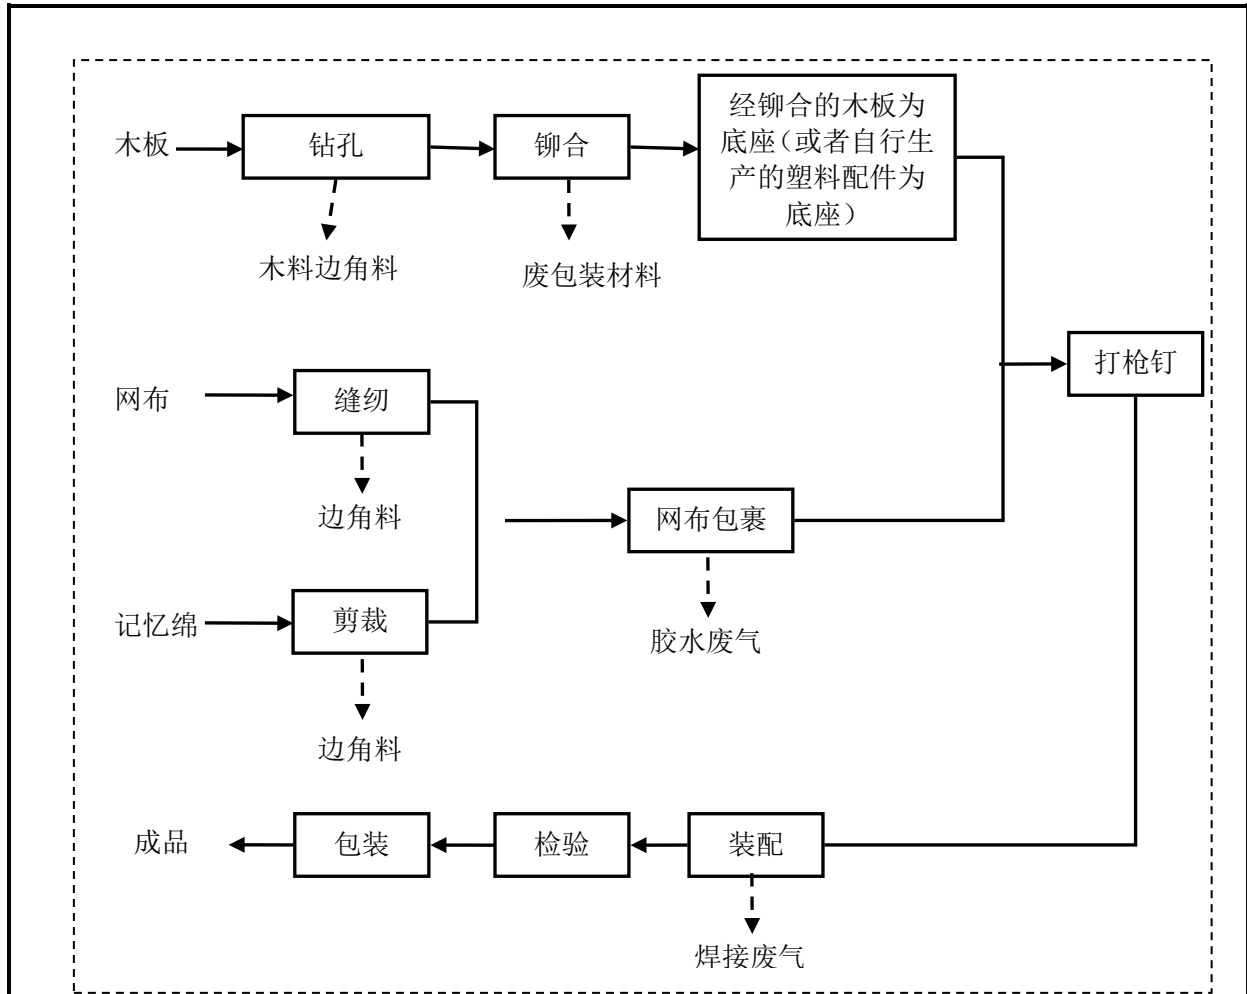 木板
钻孔
铆合
经铆合的木板为
底座（或者自行生
产的塑料配件为
底座）
木料边角料
废包装材料
打枪钉
网布
缝纫
边角料
网布包裹
记忆绵
剪裁
胶水废气
边角料
成品
包装
检验
装配
焊接废气